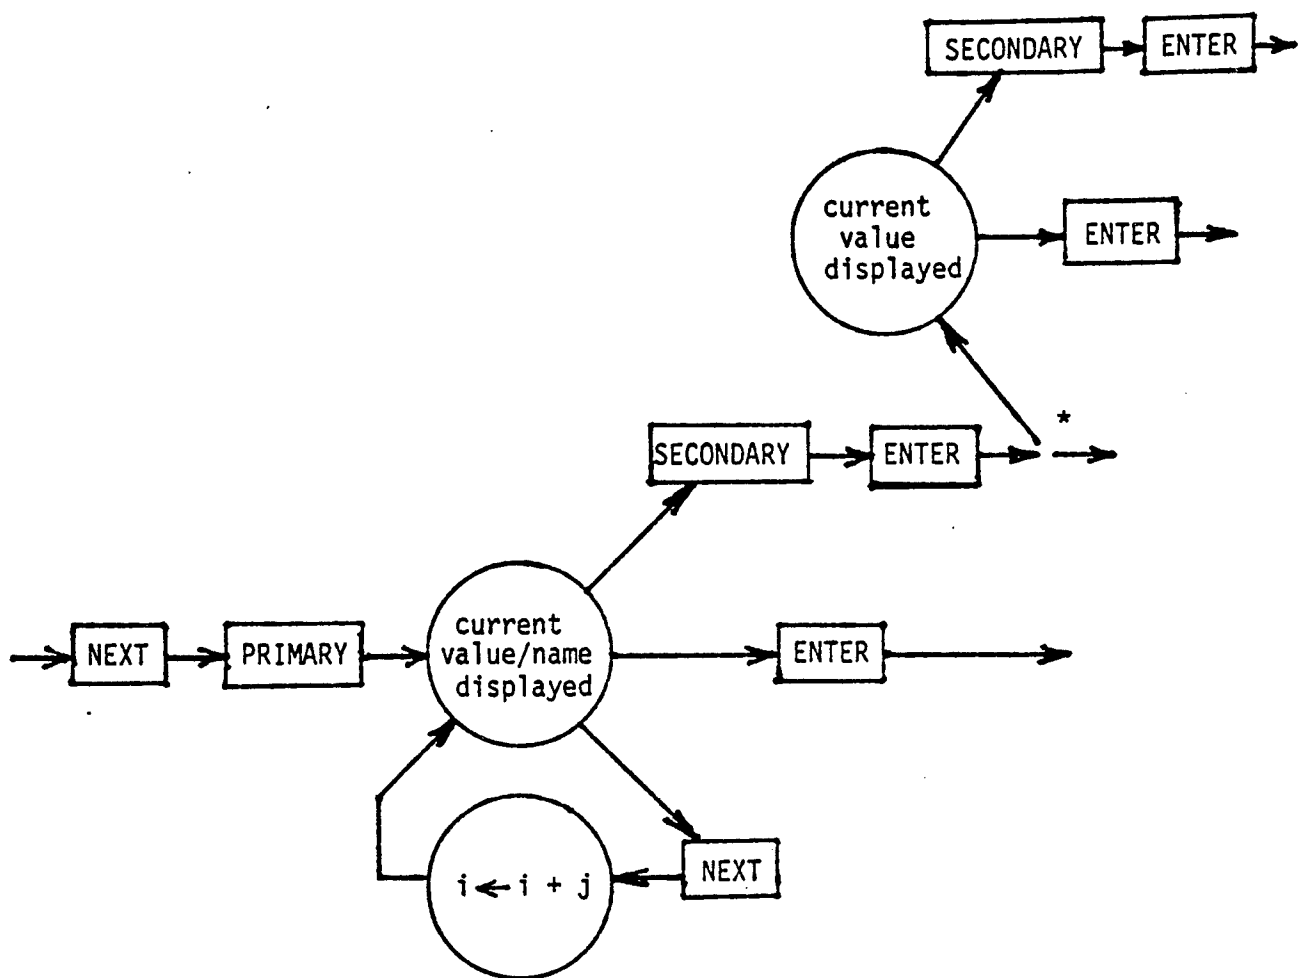 SECONDARY
ENTER
current
value
displayed
ENTER
*
SECONDARY
ENTER
NEXT
PRIMARY
current
value/name
displayed
ENTER
i ← i + j
NEXT